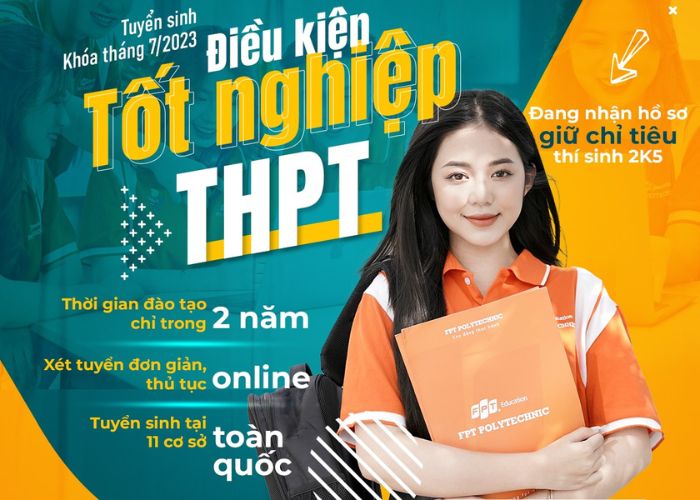 Tuyển sinh
Khóa tháng 7/2023
Điều kiện
Tốt nghiệp
THPT
Đang nhận hồ sơ
giữ chỉ tiêu
thí sinh 2K5
Thời gian đào tạo
chỉ trong 2 năm
Xét tuyển đơn giản,
thủ tục online
Tuyển sinh tại
11 cơ sở toàn
quốc
FPT POLYTECHNIC
FPT Education
FPT POLYTECHNIC